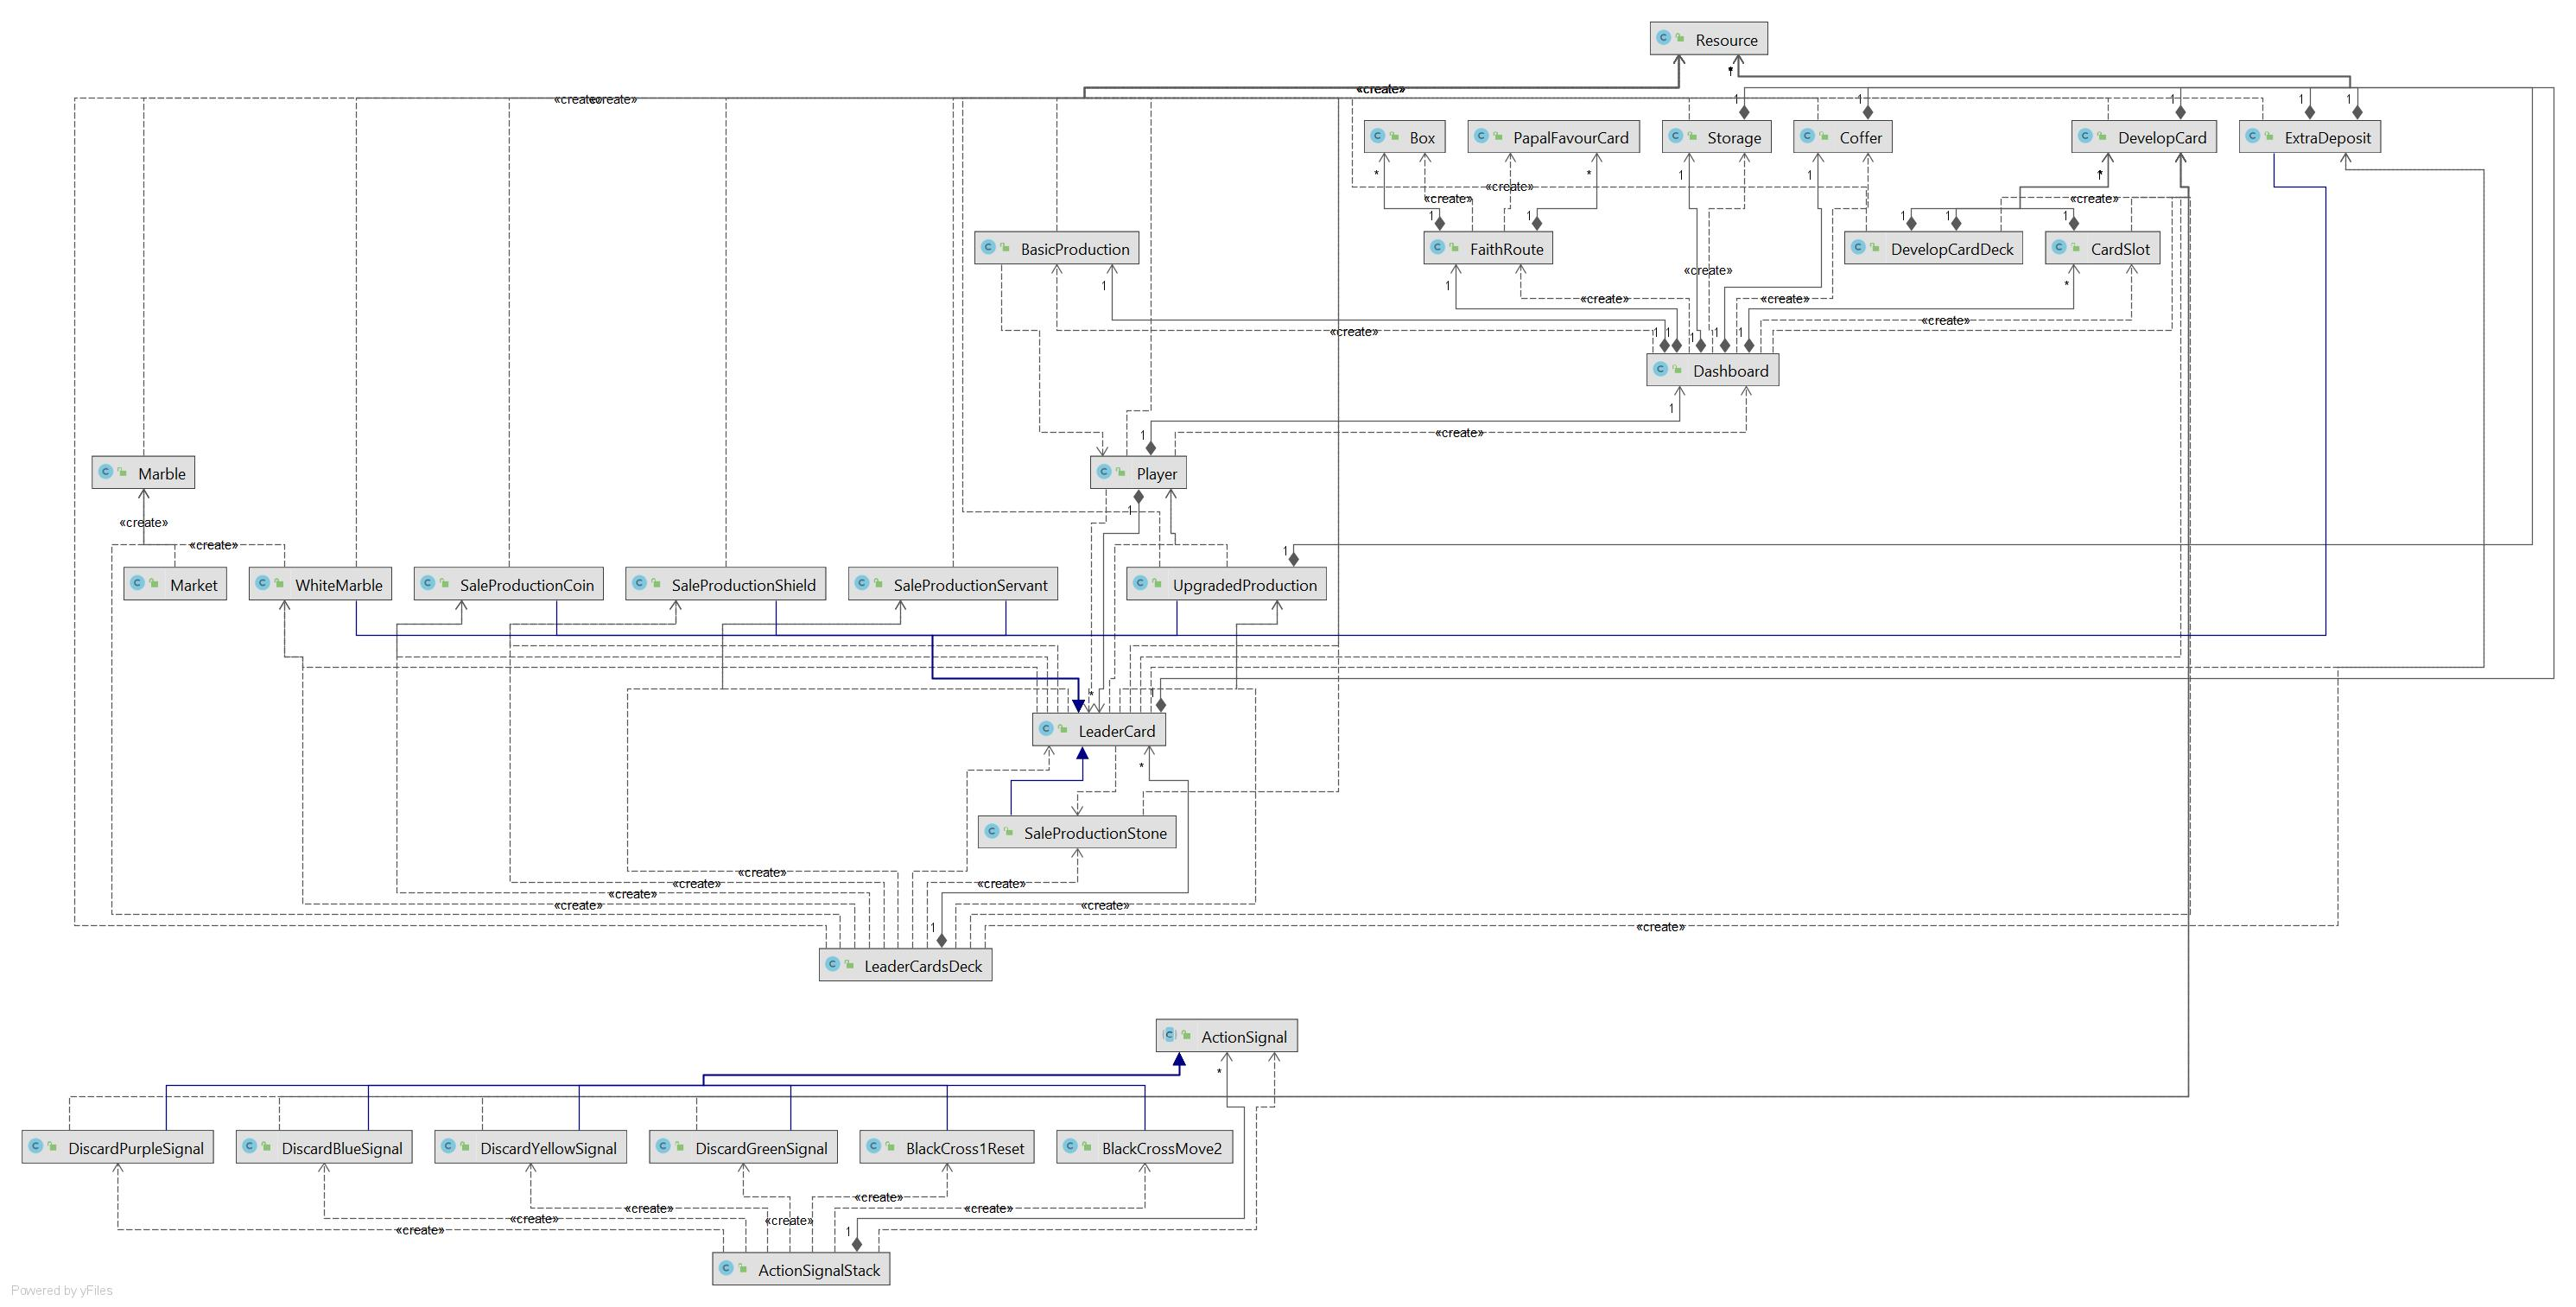 Resource
*
*
«create»
«create»
«create»
«create»
1
1
1
1
1
Box
PapalFavourCard
Storage
Coffer
DevelopCard
ExtraDeposit
*
*
1
1
*
«create»
«create»
«create»
1
1
1
1
1
BasicProduction
FaithRoute
DevelopCardDeck
CardSlot
«create»
1
1
*
«create»
«create»
«create»
«create»
1
1
1
1
1
Dashboard
1
1
«create»
Marble
Player
1
«create»
«create»
1
Market
WhiteMarble
SaleProductionCoin
SaleProductionShield
SaleProductionServant
UpgradedProduction
*
1
LeaderCard
*
SaleProductionStone
«create»
«create»
«create»
«create»
«create»
«create»
1
«create»
LeaderCardsDeck
ActionSignal
*
DiscardPurpleSignal
DiscardBlueSignal
DiscardYellowSignal
DiscardGreenSignal
BlackCross1Reset
BlackCrossMove2
«create»
«create»
«create»
«create»
«create»
«create»
1
ActionSignalStack
Powered by yFiles